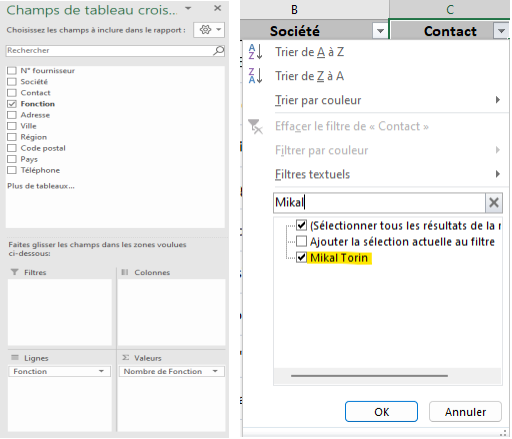 Champs de tableau crois...
Choisissez les champs à inclure dans le rapport :
Rechercher
N° fournisseur
Société
Contact
Fonction
Adresse
Ville
Région
Code postal
Pays
Téléphone
Plus de tableaux...
Faites glisser les champs dans les zones voulues
ci-dessous:
Filtres
Colonnes
Lignes
Σ Valeurs
Fonction
Nombre de Fonction
B
C
Société
Contact
Trier de A à Z
Trier de Z à A
Trier par couleur
Effacer le filtre de « Contact »
Filtrer par couleur
Filtres textuels
Mikal
(Sélectionner tous les résultats de la r
Ajouter la sélection actuelle au filtre
Mikal Torin
OK
Annuler